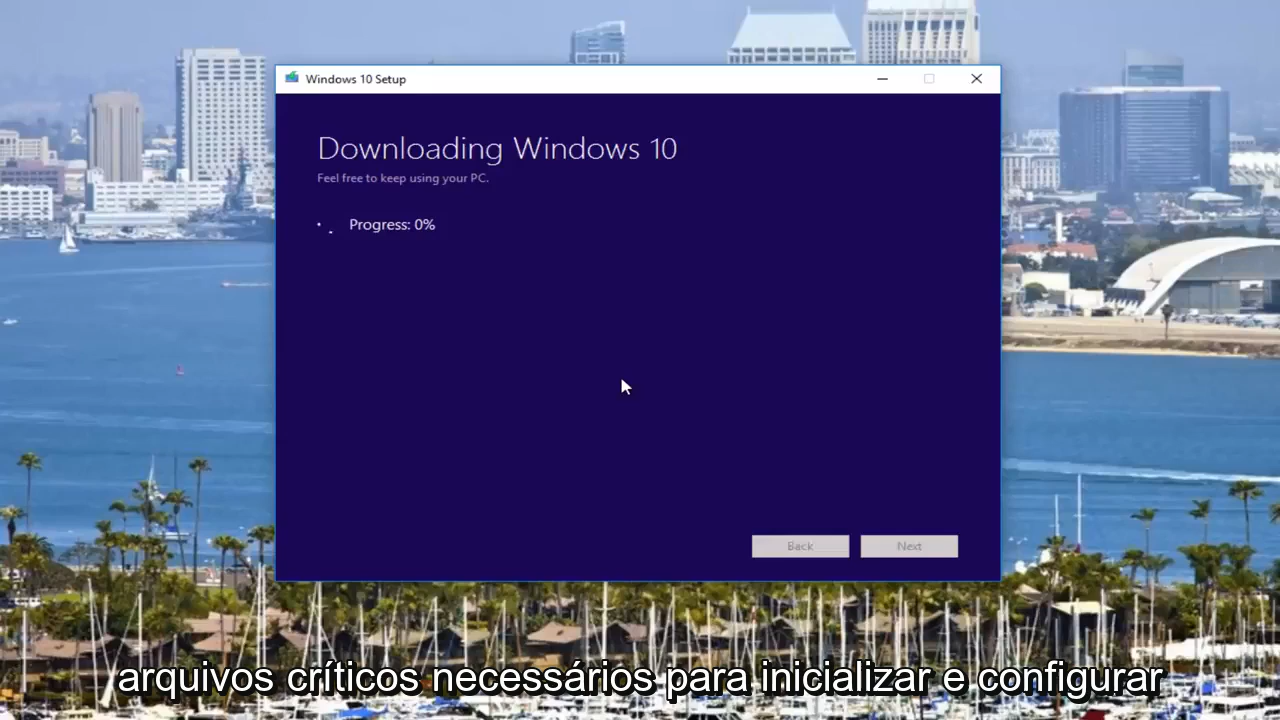 Windows 10 Setup
Downloading Windows 10
Feel free to keep using your PC.
Progress: 0%
Back
Next
arquivos críticos necessários para inicializar e configurar